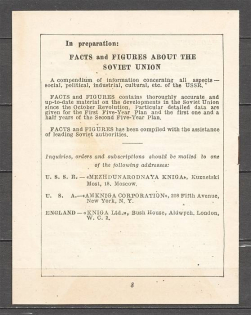 In preparation:
FACTS and FIGURES ABOUT THE
SOVIET UNION
A compendium of information concerning all aspects—
social, political, industrial, cultural, etc. of the USSR.
FACTS and FIGURES contains thoroughly accurate and
up-to-date material on the developments in the Soviet Union
since the October Revolution. Particular detailed data are
given for the First Five-Year Plan and the first one and a
half years of the Second Five-Year Plan.
FACTS and FIGURES has been compiled with the assistance
of leading Soviet authorities.
Inquiries, orders and subscriptions should be mailed to one
of the following addresses:
U. S. S. R.—«MEZHDUNARODNAYA KNIGA», Kuznetski
Most, 18, Moscow.
U. S. A.—«AMKNIGA CORPORATION», 258 Fifth Avenue,
New York, N. Y.
ENGLAND—«KNIGA Ltd.», Bush House, Aldwych, London,
W. C. 2.